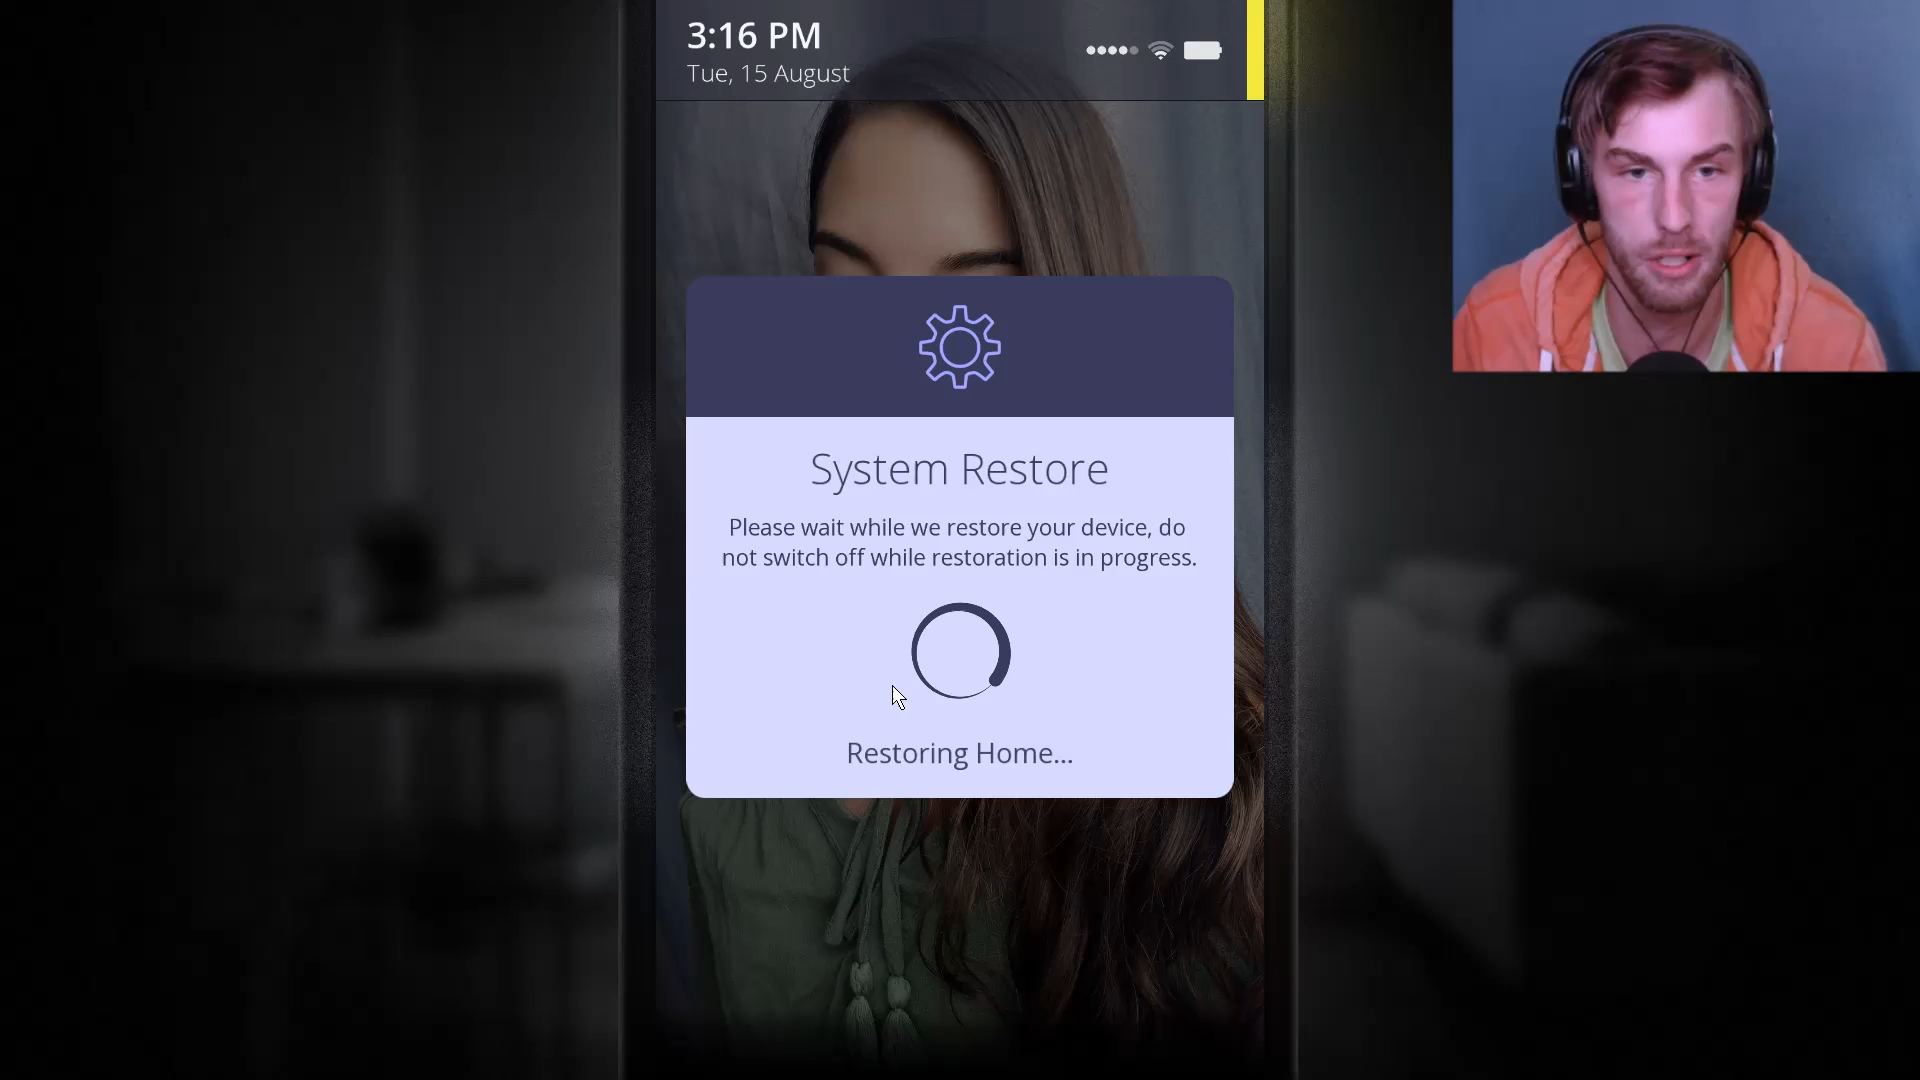 3:16 PM
Tue, 15 August
System Restore
Please wait while we restore your device, do
not switch off while restoration is in progress.
Restoring Home...